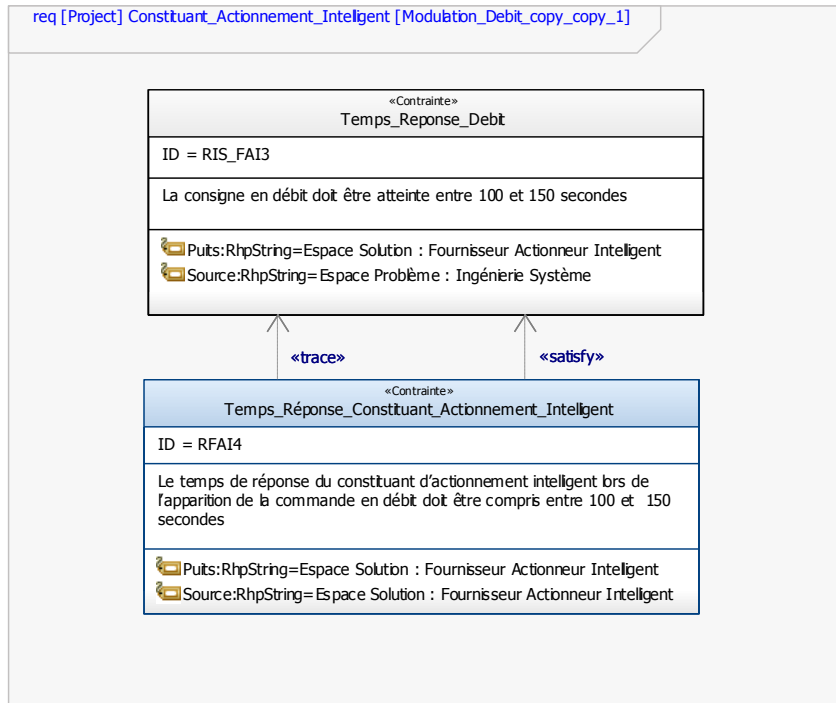 req [Project] Constituant_Actionnement_Intelligent [Modulation_Debit_copy_copy_1]
«Contrainte»
Temps_Reponse_Debit
ID = RIS_FAI3
La consigne en débit doit être atteinte entre 100 et 150 secondes
Puits:RhpString=Espace Solution : Fournisseur Actionneur Intelligent
Source:RhpString=Espace Problème : Ingénierie Système
«trace»
«satisfy»
«Contrainte»
Temps_Réponse_Constituant_Actionnement_Intelligent
ID = RFAI4
Le temps de réponse du constituant d'actionnement intelligent lors de
l'apparition de la commande en débit doit être compris entre 100 et 150
secondes
Puits:RhpString=Espace Solution : Fournisseur Actionneur Intelligent
Source:RhpString=Espace Solution : Fournisseur Actionneur Intelligent